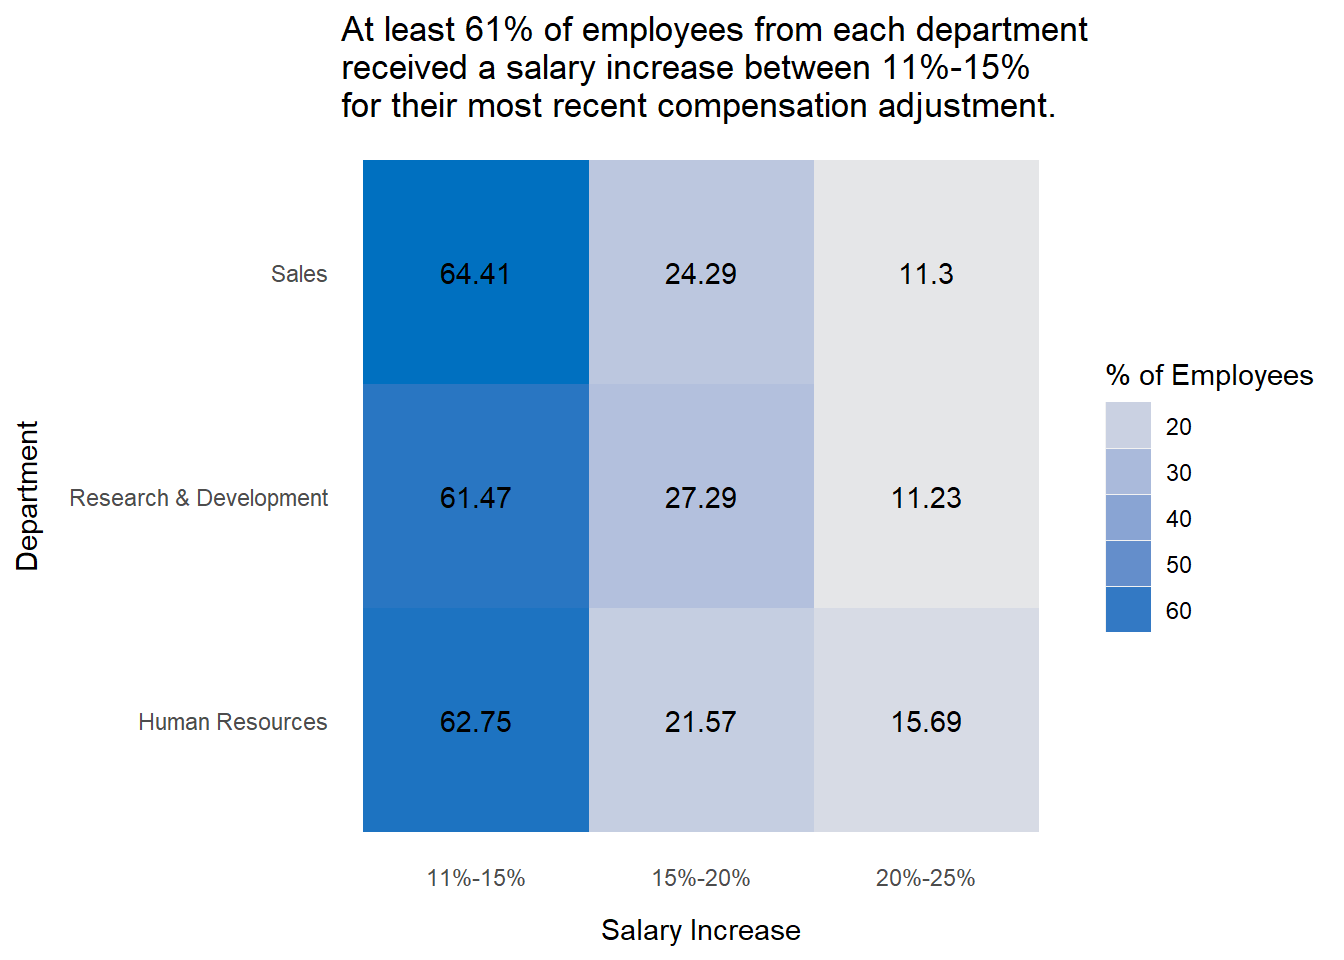 At least 61% of employees from each department
received a salary increase between 11%-15%
for their most recent compensation adjustment.
Department
Sales
64.41
24.29
11.3
Research & Development
61.47
27.29
11.23
Human Resources
62.75
21.57
15.69
11%-15%
15%-20%
20%-25%
Salary Increase
% of Employees
20
30
40
50
60